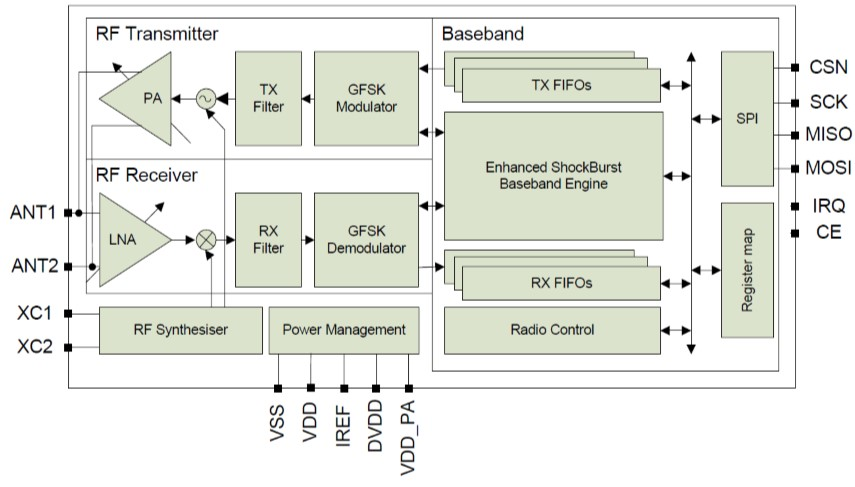 RF Transmitter
Baseband
PA
TX
Filter
GFSK
Modulator
TX FIFOs
SPI
CSN
SCK
MISO
MOSI
Enhanced ShockBurst
Baseband Engine
RF Receiver
ANT1
ANT2
LNA
RX
Filter
GFSK
Demodulator
RX FIFOs
Register map
IRQ
CE
XC1
XC2
RF Synthesiser
Power Management
Radio Control
VSS
VDD
IREF
DVDD
VDD_PA